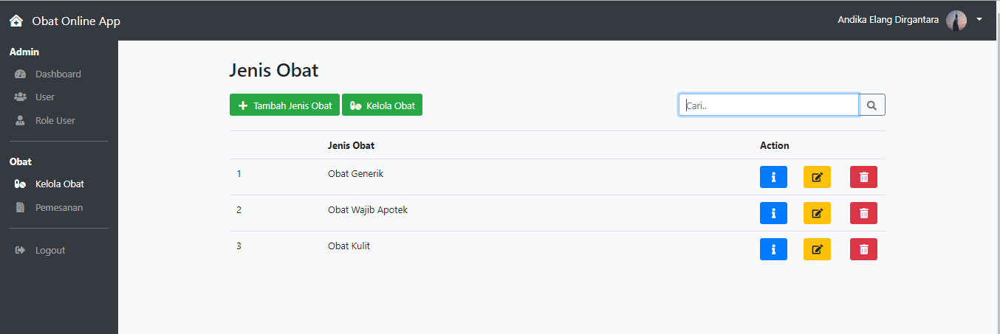 Obat Online App
Andika Elang Dirgantara
Admin
Dashboard
User
Role User
Obat
Kelola Obat
Pemesanan
Logout
Jenis Obat
Tambah Jenis Obat
Kelola Obat
Cari..
Jenis Obat Action
1 Obat Generik
2 Obat Wajib Apotek
3 Obat Kulit